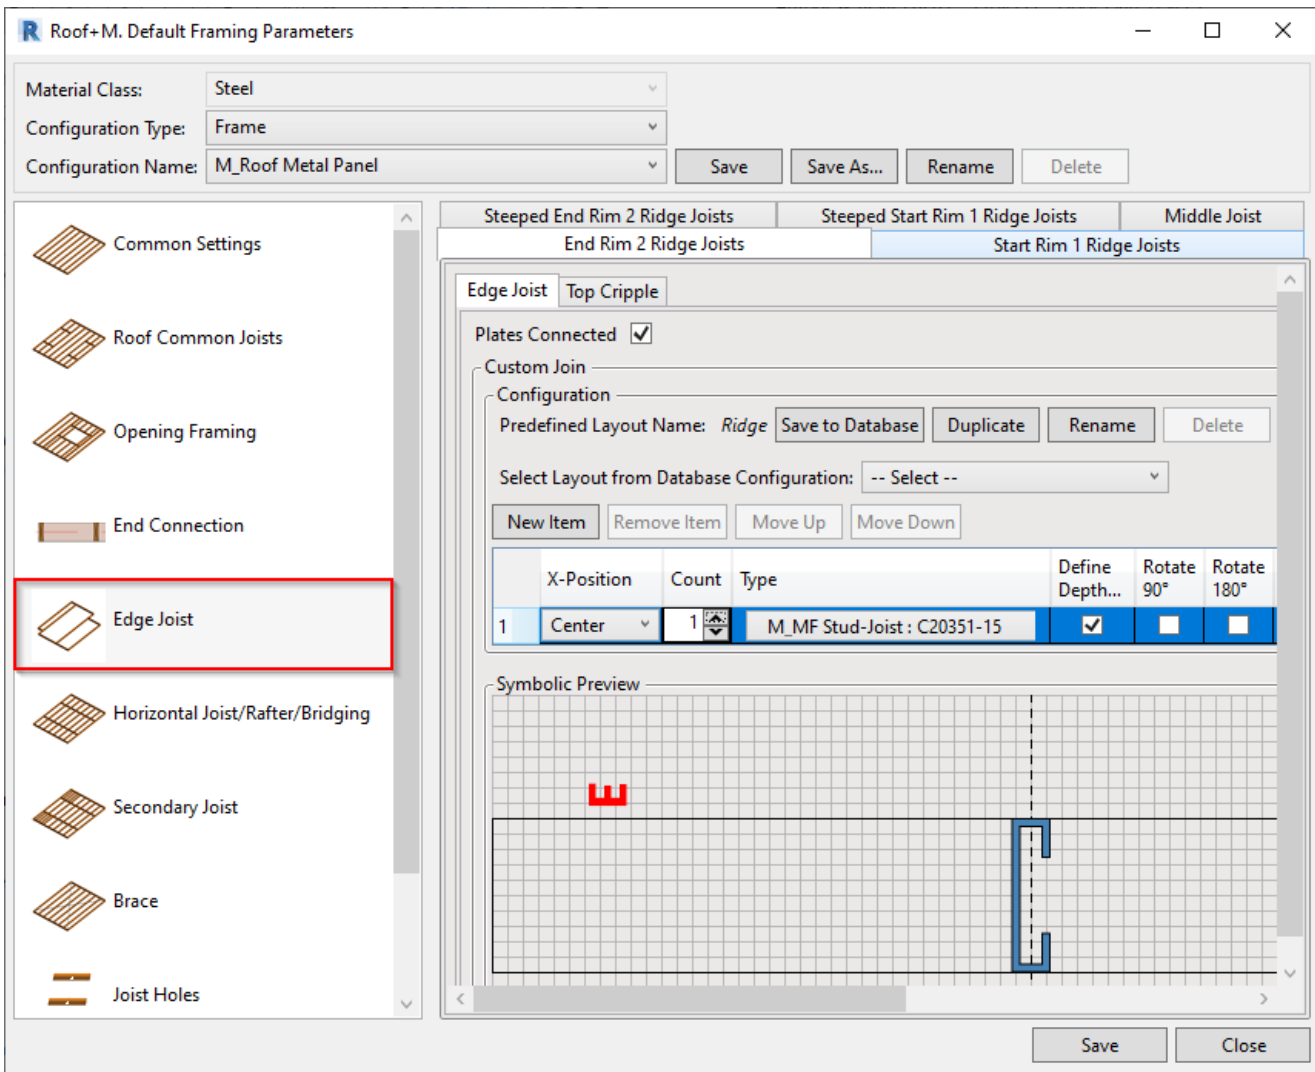 Roof+M. Default Framing Parameters
Material Class: Steel
Configuration Type: Frame
Configuration Name: M_Roof Metal Panel Save Save As... Rename Delete
Common Settings
Roof Common Joists
Opening Framing
End Connection
Edge Joist
Horizontal Joist/Rafter/Bridging
Secondary Joist
Brace
Joist Holes
Steeped End Rim 2 Ridge Joists Steeped Start Rim 1 Ridge Joists Middle Joist
End Rim 2 Ridge Joists Start Rim 1 Ridge Joists
Edge Joist Top Cripple
Plates Connected
Custom Join
Configuration
Predefined Layout Name: Ridge Save to Database Duplicate Rename Delete
Select Layout from Database Configuration: -- Select --
New Item Remove Item Move Up Move Down
X-Position Count Type Define Depth... Rotate 90° Rotate 180°
1 Center 1 M_MF Stud-Joist : C20351-15
Symbolic Preview
E
Save Close